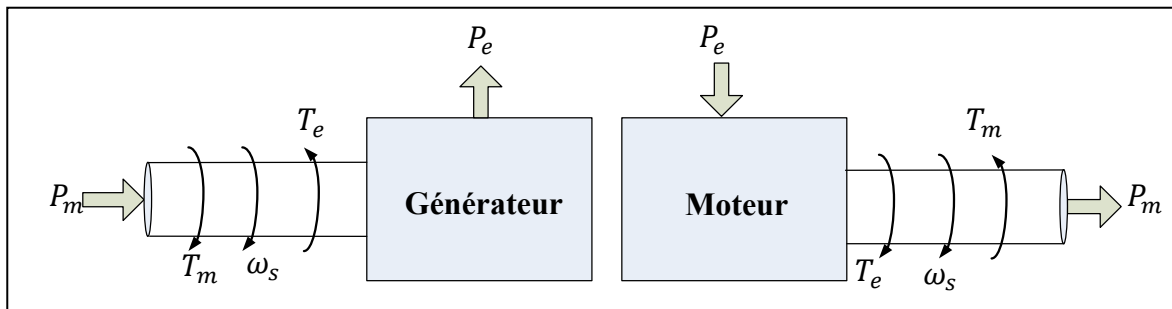 P_e P_e
T_e T_m
P_m Générateur Moteur P_m
T_m ω_s T_e ω_s